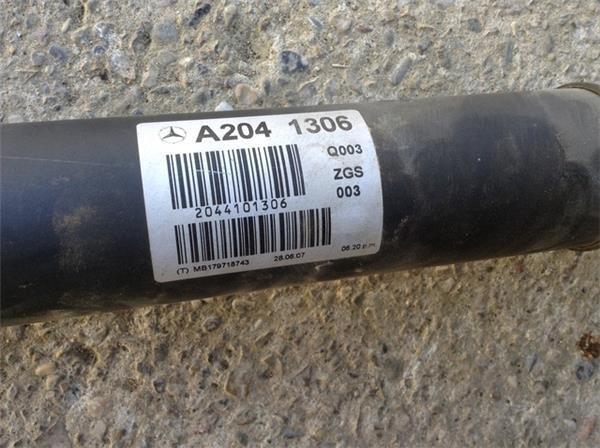 A204 1306
Q003
ZGS
003
2044101306
(T) MB179718743 28.06.07 06.20 p.m.